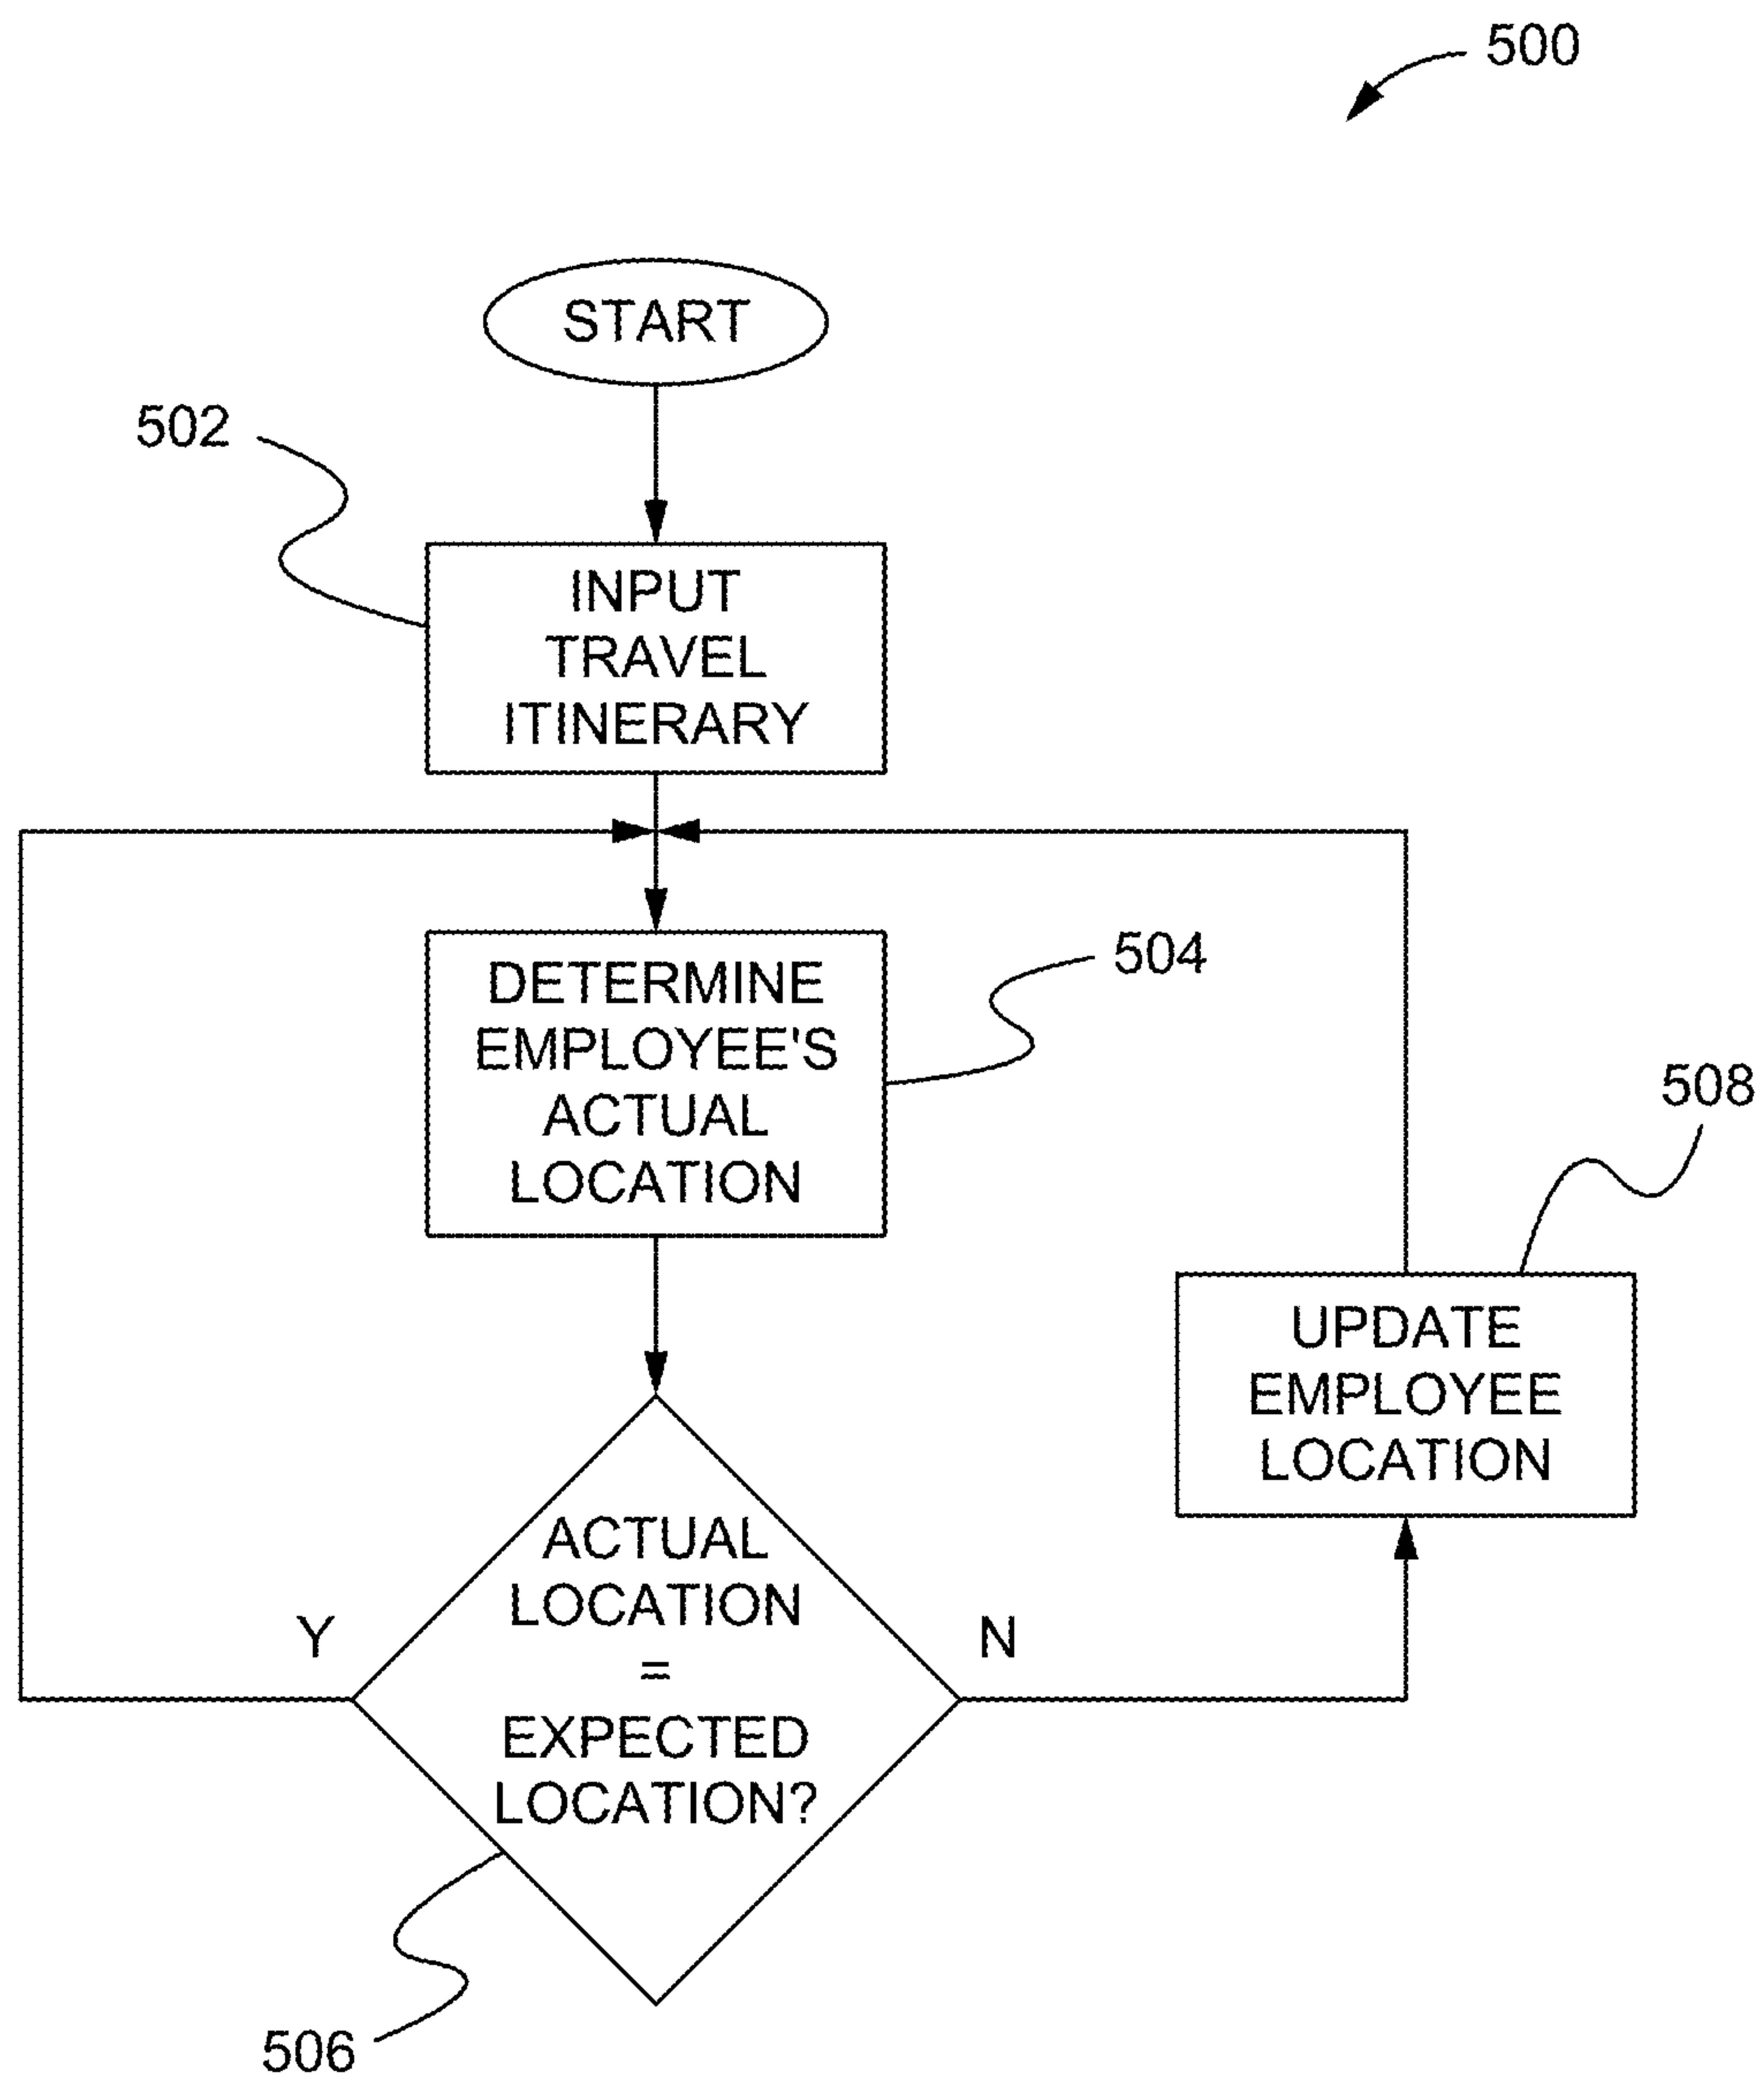 500
START
502
INPUT
TRAVEL
ITINERARY
DETERMINE
EMPLOYEE'S
ACTUAL
LOCATION
504
508
UPDATE
EMPLOYEE
LOCATION
ACTUAL
LOCATION
=
EXPECTED
LOCATION?
Y
N
506